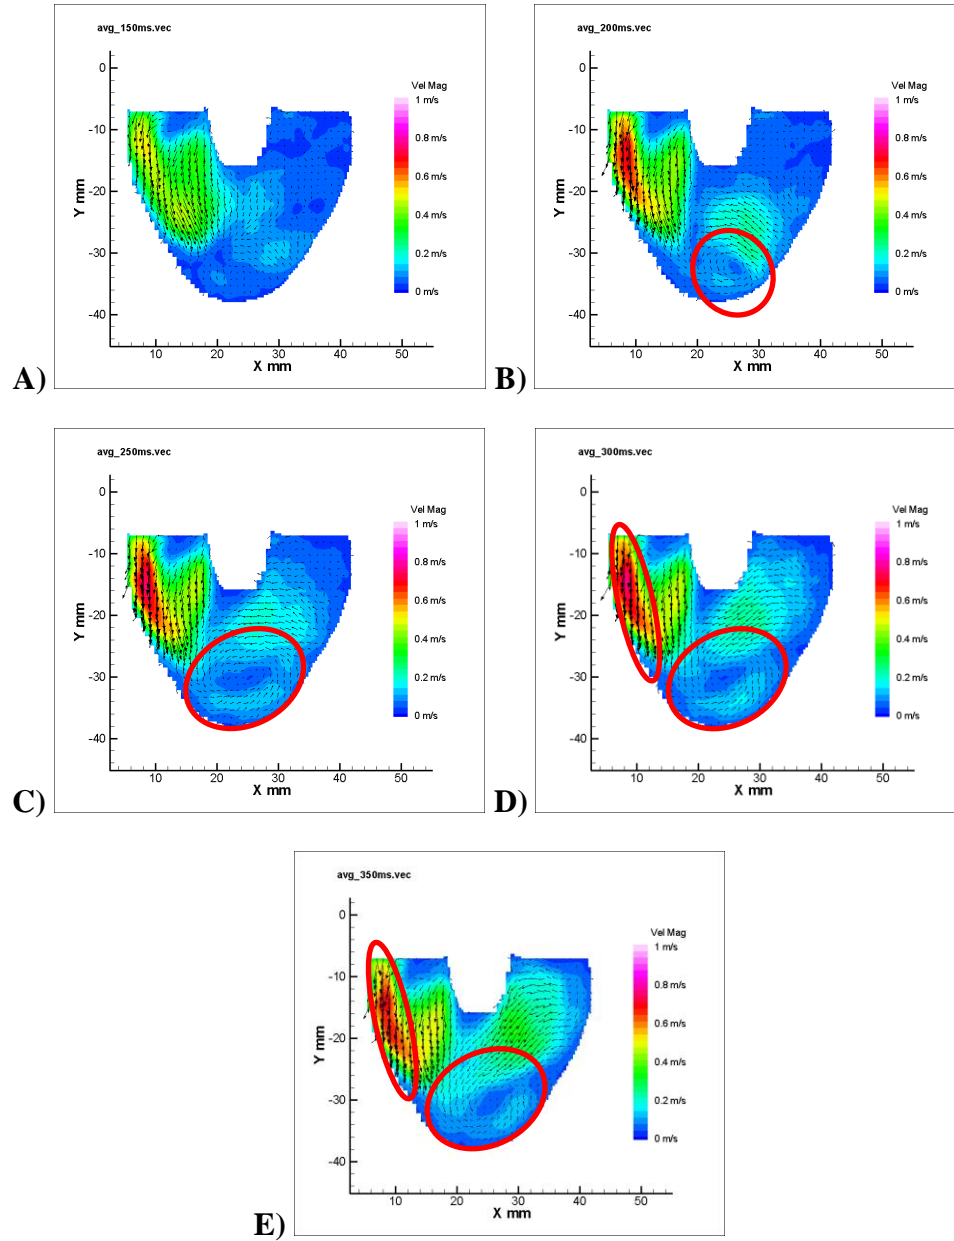 avg_150ms.vec
Vel Mag
1 m/s
0.8 m/s
0.6 m/s
0.4 m/s
0.2 m/s
0 m/s
0
-10
-20
-30
-40
Y mm
10 20 30 40 50
X mm
A)
avg_200ms.vec
Vel Mag
1 m/s
0.8 m/s
0.6 m/s
0.4 m/s
0.2 m/s
0 m/s
0
-10
-20
-30
-40
Y mm
10 20 30 40 50
X mm
B)
avg_250ms.vec
Vel Mag
1 m/s
0.8 m/s
0.6 m/s
0.4 m/s
0.2 m/s
0 m/s
0
-10
-20
-30
-40
Y mm
10 20 30 40 50
X mm
C)
avg_300ms.vec
Vel Mag
1 m/s
0.8 m/s
0.6 m/s
0.4 m/s
0.2 m/s
0 m/s
0
-10
-20
-30
-40
Y mm
10 20 30 40 50
X mm
D)
avg_350ms.vec
Vel Mag
1 m/s
0.8 m/s
0.6 m/s
0.4 m/s
0.2 m/s
0 m/s
0
-10
-20
-30
-40
Y mm
10 20 30 40 50
X mm
E)